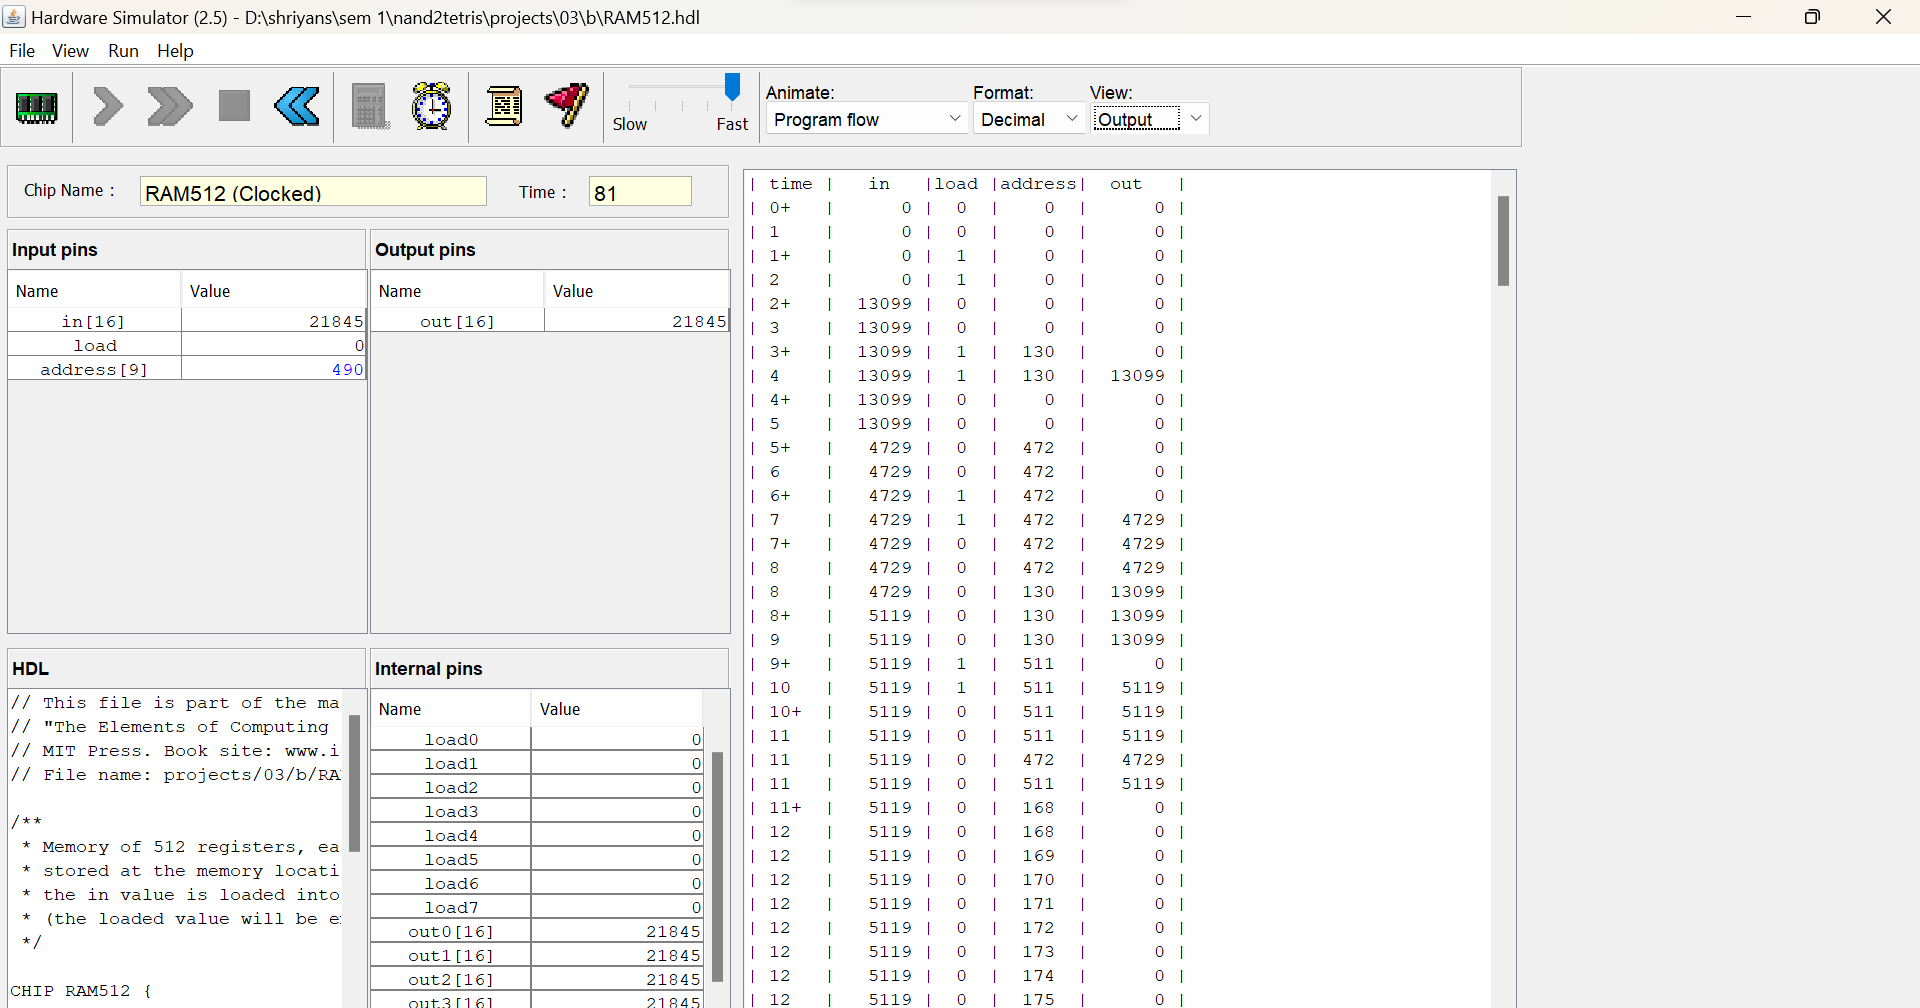 Hardware Simulator (2.5) - D:\shriyans\sem 1\nand2tetris\projects\03\b\RAM512.hdl
File View Run Help
Slow Fast
Animate: Format: View:
Program flow Decimal Output
Chip Name : RAM512 (Clocked) Time : 81
Input pins
Name Value
in[16] 21845
load 0
address[9] 490
Output pins
Name Value
out[16] 21845
HDL
// This file is part of the ma
// "The Elements of Computing
// MIT Press. Book site: www.i
// File name: projects/03/b/RA
/**
* Memory of 512 registers, ea
* stored at the memory locati
* the in value is loaded into
* (the loaded value will be e
*/
CHIP RAM512 {
Internal pins
Name Value
load0 0
load1 0
load2 0
load3 0
load4 0
load5 0
load6 0
load7 0
out0[16] 21845
out1[16] 21845
out2[16] 21845
out3[16] 21845
| time | in |load |address| out |
| 0+ | 0 | 0 | 0 | 0 |
| 1 | 0 | 0 | 0 | 0 |
| 1+ | 0 | 1 | 0 | 0 |
| 2 | 0 | 1 | 0 | 0 |
| 2+ | 13099 | 0 | 0 | 0 |
| 3 | 13099 | 0 | 0 | 0 |
| 3+ | 13099 | 1 | 130 | 0 |
| 4 | 13099 | 1 | 130 | 13099 |
| 4+ | 13099 | 0 | 0 | 0 |
| 5 | 13099 | 0 | 0 | 0 |
| 5+ | 4729 | 0 | 472 | 0 |
| 6 | 4729 | 0 | 472 | 0 |
| 6+ | 4729 | 1 | 472 | 0 |
| 7 | 4729 | 1 | 472 | 4729 |
| 7+ | 4729 | 0 | 472 | 4729 |
| 8 | 4729 | 0 | 472 | 4729 |
| 8 | 4729 | 0 | 130 | 13099 |
| 8+ | 5119 | 0 | 130 | 13099 |
| 9 | 5119 | 0 | 130 | 13099 |
| 9+ | 5119 | 1 | 511 | 0 |
| 10 | 5119 | 1 | 511 | 5119 |
| 10+ | 5119 | 0 | 511 | 5119 |
| 11 | 5119 | 0 | 511 | 5119 |
| 11 | 5119 | 0 | 472 | 4729 |
| 11 | 5119 | 0 | 511 | 5119 |
| 11+ | 5119 | 0 | 168 | 0 |
| 12 | 5119 | 0 | 168 | 0 |
| 12 | 5119 | 0 | 169 | 0 |
| 12 | 5119 | 0 | 170 | 0 |
| 12 | 5119 | 0 | 171 | 0 |
| 12 | 5119 | 0 | 172 | 0 |
| 12 | 5119 | 0 | 173 | 0 |
| 12 | 5119 | 0 | 174 | 0 |
| 12 | 5119 | 0 | 175 | 0 |